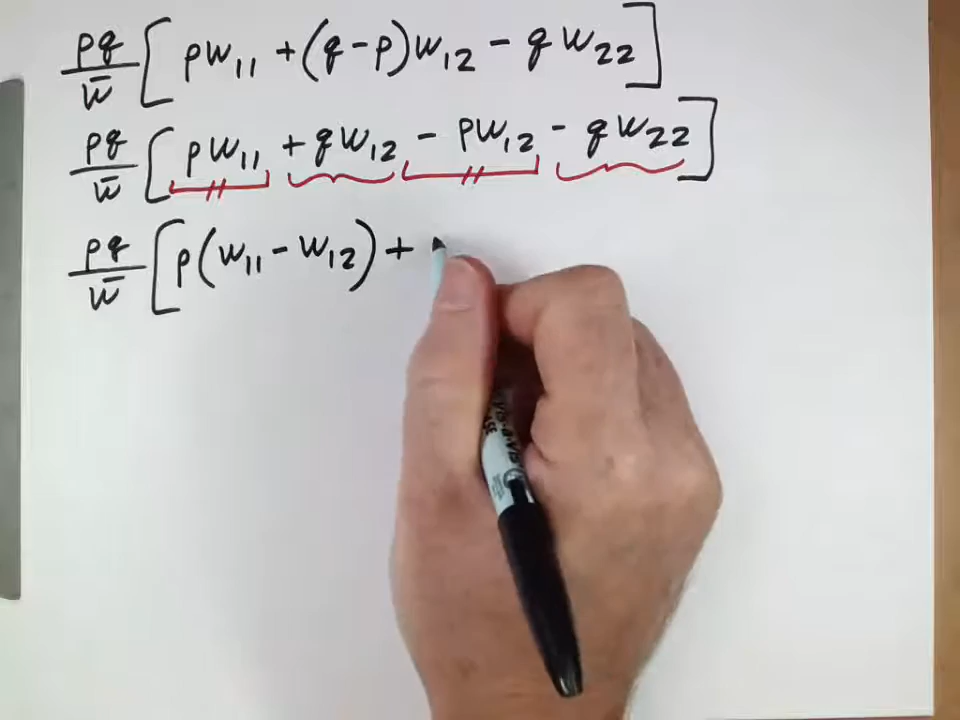 pq/w̄ [ pw₁₁ + (q - p)w₁₂ - qw₂₂ ]
pq/w̄ [ pw₁₁ + qw₁₂ - pw₁₂ - qw₂₂ ]
pq/w̄ [ p(w₁₁ - w₁₂) +